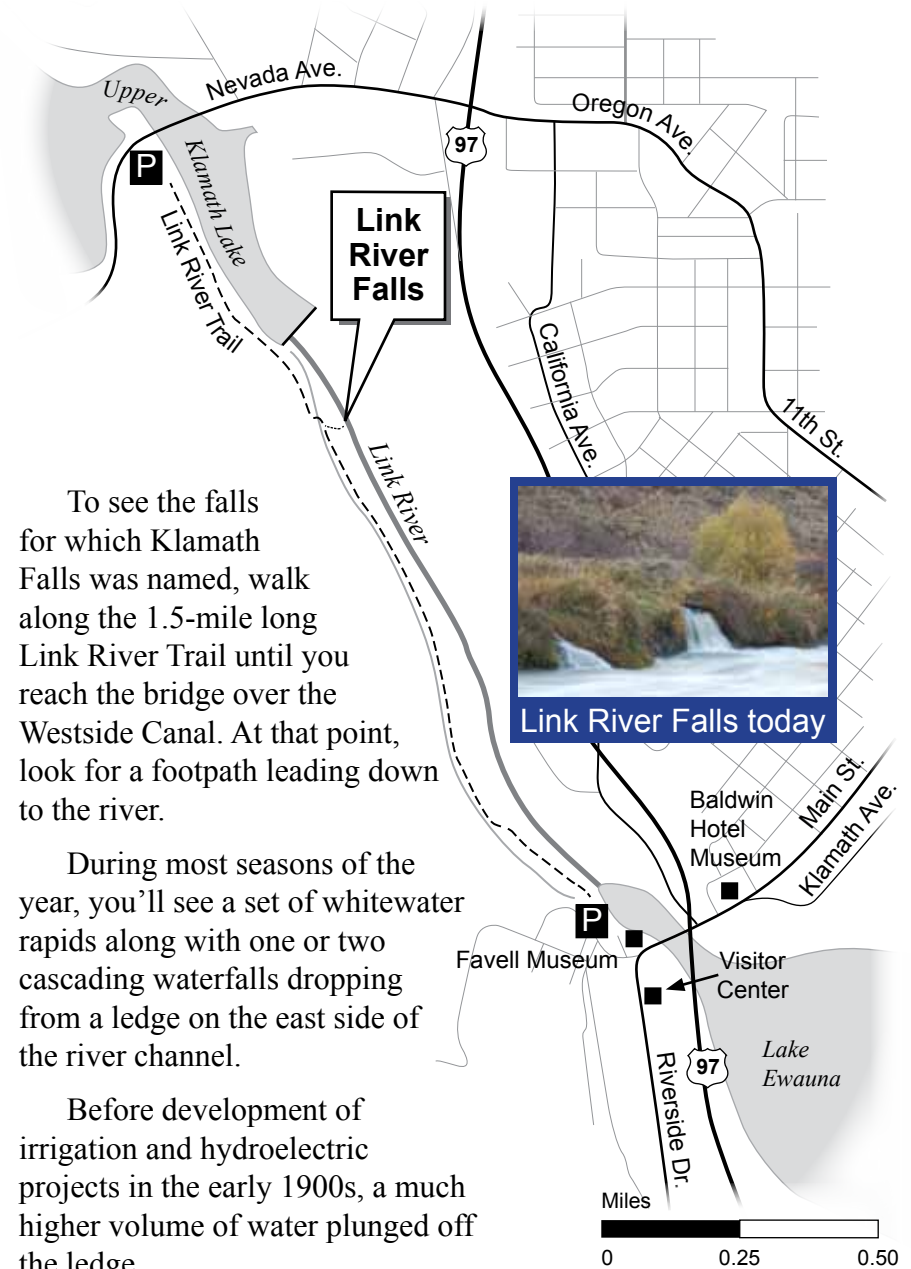 Upper
Klamath Lake
Nevada Ave.
97
Oregon Ave.
P
Link River Trail
Link
River
Falls
California Ave.
11th St.
Link River
To see the falls
for which Klamath
Falls was named, walk
along the 1.5-mile long
Link River Trail until you
reach the bridge over the
Westside Canal. At that point,
look for a footpath leading down
to the river.
During most seasons of the
year, you’ll see a set of whitewater
rapids along with one or two
cascading waterfalls dropping
from a ledge on the east side of
the river channel.
Before development of
irrigation and hydroelectric
projects in the early 1900s, a much
higher volume of water plunged off
the ledge.
Link River Falls today
Baldwin
Hotel
Museum
Main St.
Klamath Ave.
P
Favell Museum
Visitor
Center
97
Riverside Dr.
Lake
Ewauna
Miles
0 0.25 0.50